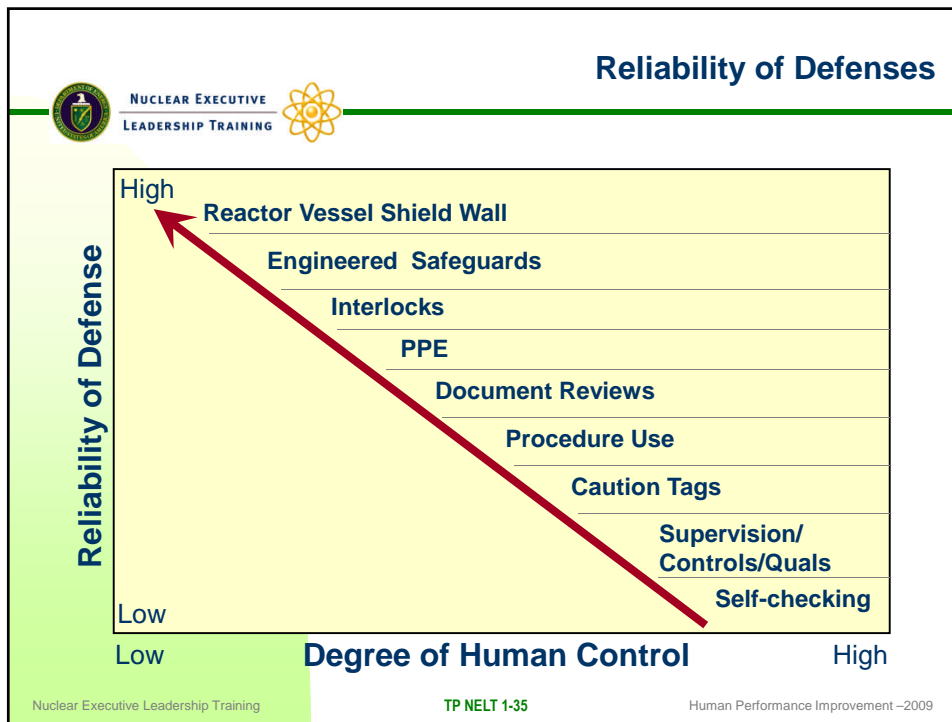 Reliability of Defenses
NUCLEAR EXECUTIVE
LEADERSHIP TRAINING
High
Reactor Vessel Shield Wall
Engineered Safeguards
Interlocks
PPE
Document Reviews
Procedure Use
Caution Tags
Supervision/
Controls/Quals
Self-checking
Reliability of Defense
Low
Low
Degree of Human Control
High
Nuclear Executive Leadership Training
TP NELT 1-35
Human Performance Improvement –2009